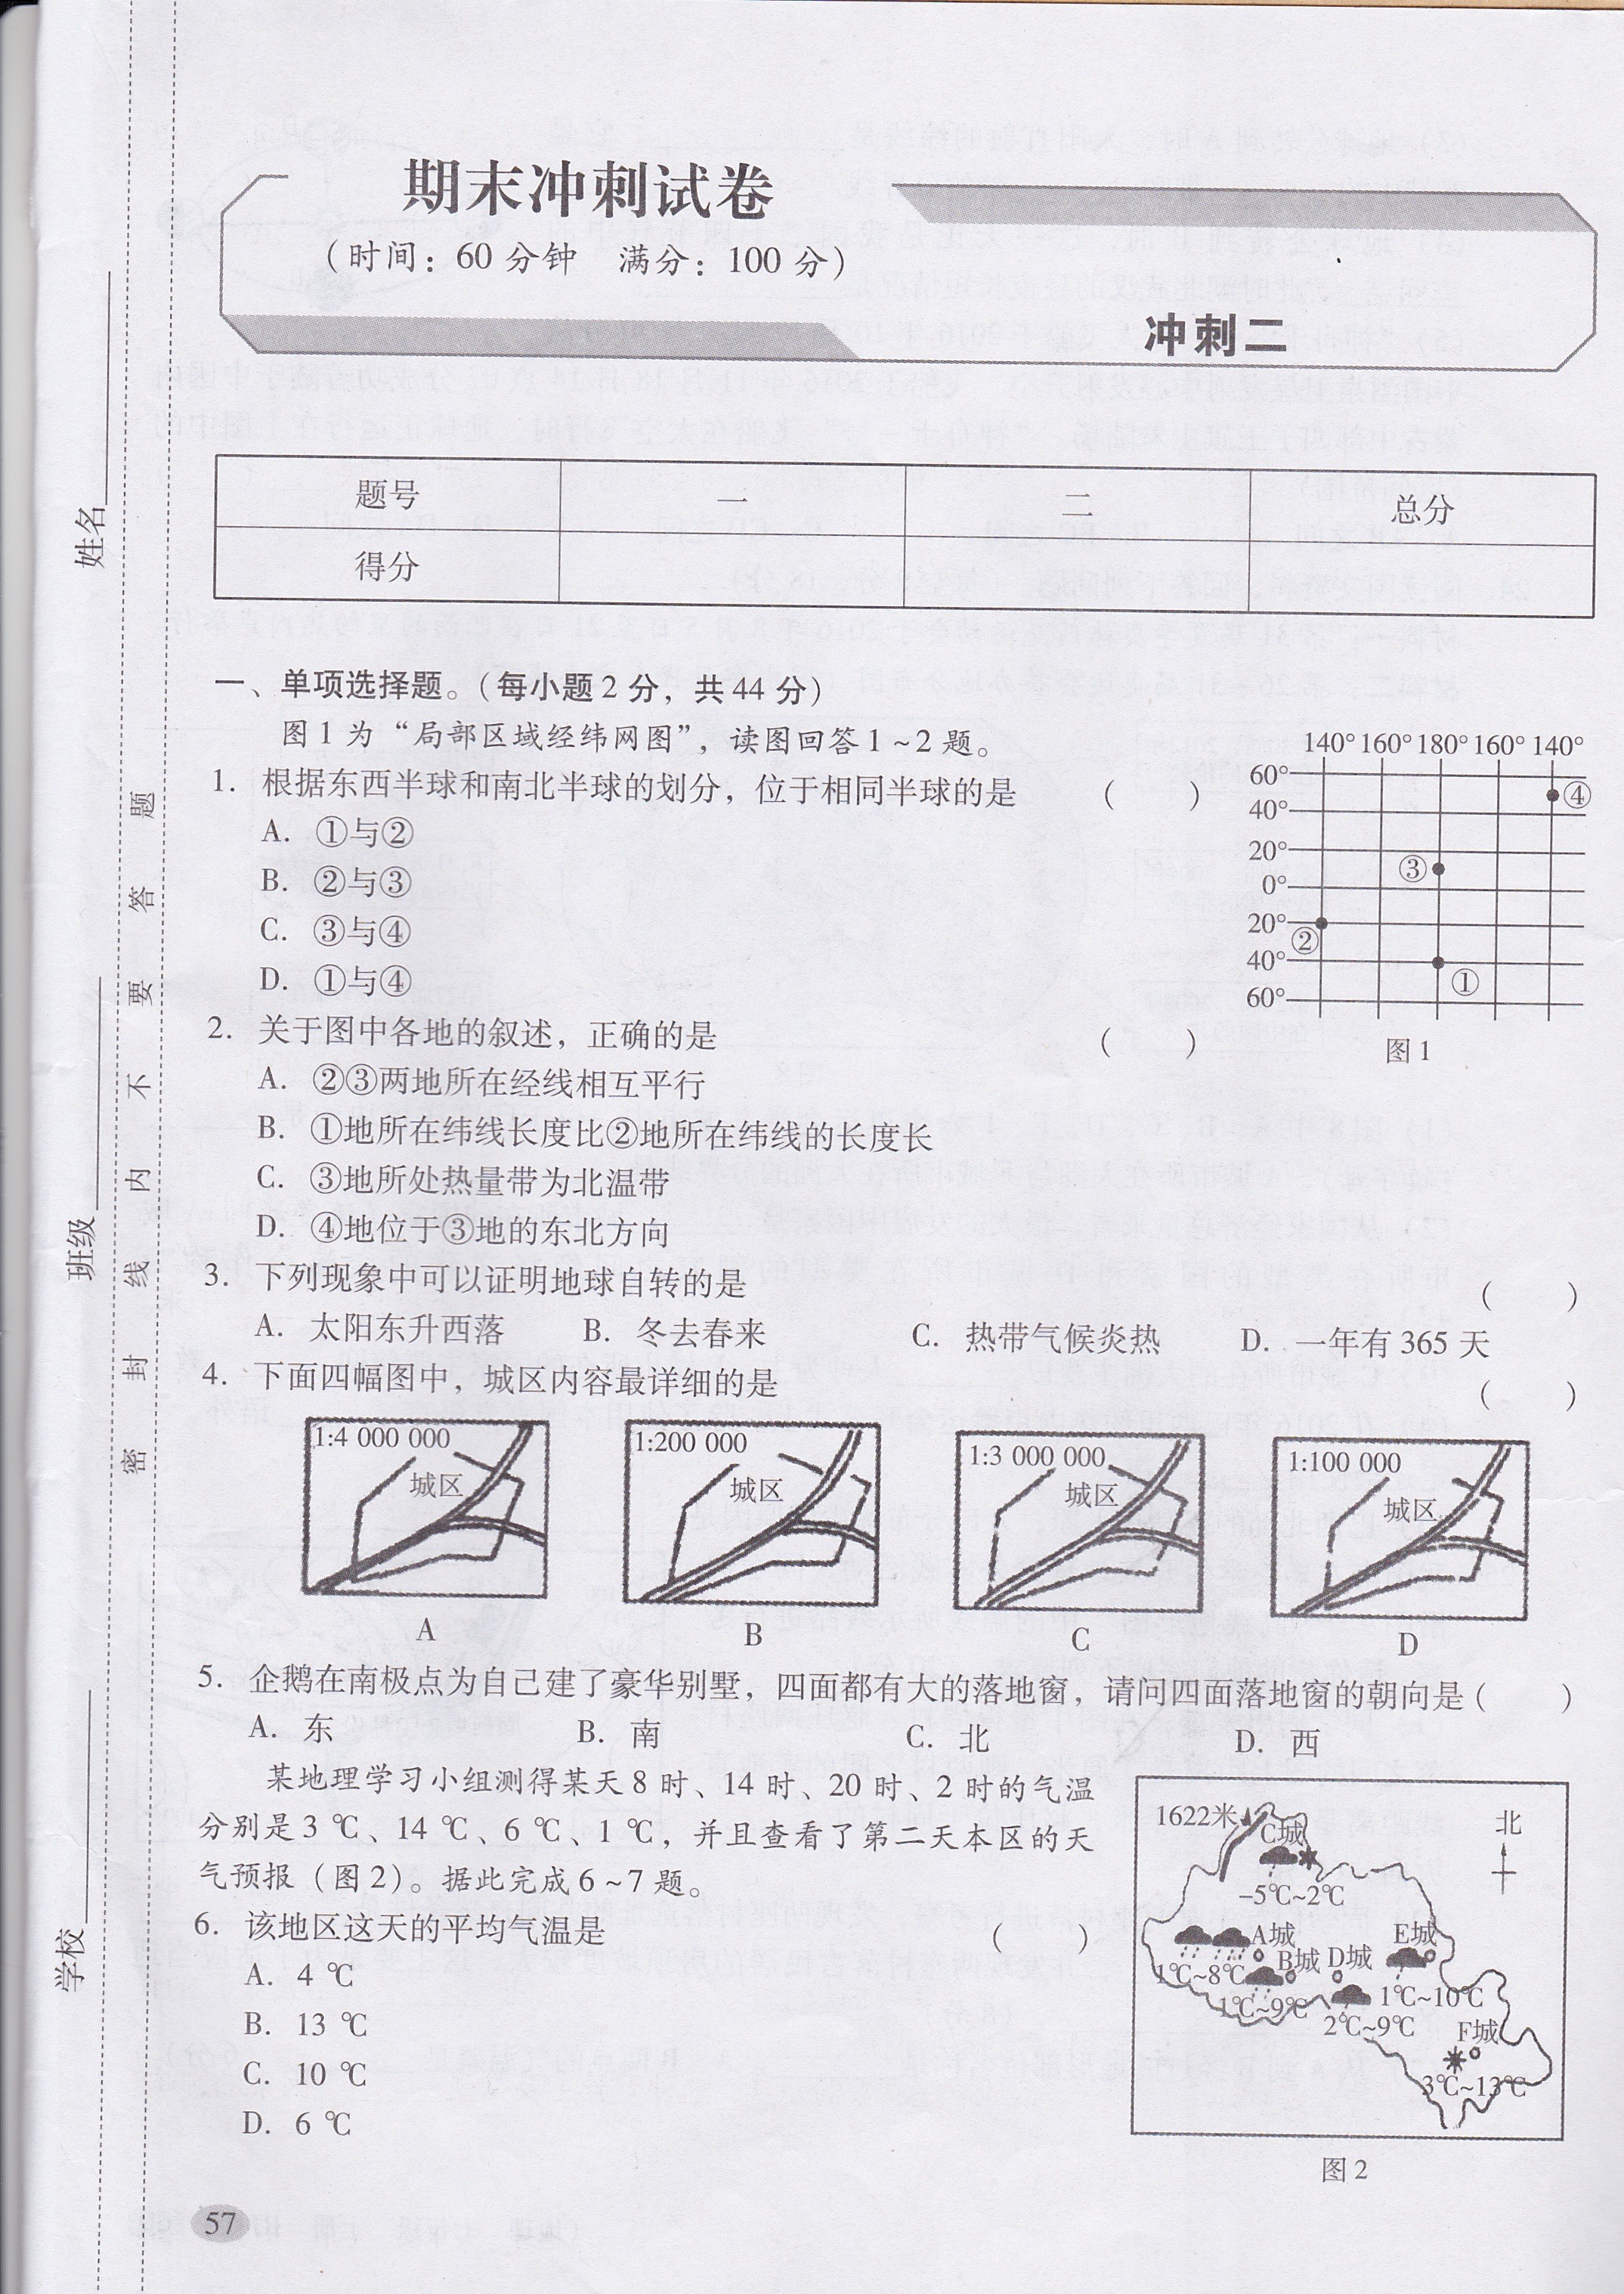 期末冲刺试卷
（时间：60 分钟　满分：100 分）
冲刺二
题号　一　二　总分
得分
一、单项选择题。（每小题 2 分，共 44 分）
图 1 为“局部区域经纬网图”，读图回答 1 ~ 2 题。
1. 根据东西半球和南北半球的划分，位于相同半球的是（　　）
A. ①与②
B. ②与③
C. ③与④
D. ①与④
140° 160° 180° 160° 140°
60°
40°
20°
0°
20°
40°
60°
④
③
②
①
图 1
2. 关于图中各地的叙述，正确的是（　　）
A. ②③两地所在经线相互平行
B. ①地所在纬线长度比②地所在纬线的长度长
C. ③地所处热量带为北温带
D. ④地位于③地的东北方向
3. 下列现象中可以证明地球自转的是（　　）
A. 太阳东升西落　B. 冬去春来　C. 热带气候炎热　D. 一年有 365 天
4. 下面四幅图中，城区内容最详细的是（　　）
1:4 000 000　1:200 000　1:3 000 000　1:100 000
城区　城区　城区　城区
A　B　C　D
5. 企鹅在南极点为自己建了豪华别墅，四面都有大的落地窗，请问四面落地窗的朝向是（　　）
A. 东　B. 南　C. 北　D. 西
某地理学习小组测得某天 8 时、14 时、20 时、2 时的气温
分别是 3 ℃、14 ℃、6 ℃、1 ℃，并且查看了第二天本区的天
气预报（图 2）。据此完成 6 ~ 7 题。
6. 该地区这天的平均气温是（　　）
A. 4 ℃
B. 13 ℃
C. 10 ℃
D. 6 ℃
1622米
C城
北
-5℃~2℃
A城
E城
B城
D城
1℃~8℃
1℃~9℃
1℃~10℃
2℃~9℃
F城
3℃~13℃
图 2
57
姓名
班级
学校
密封线内不要答题